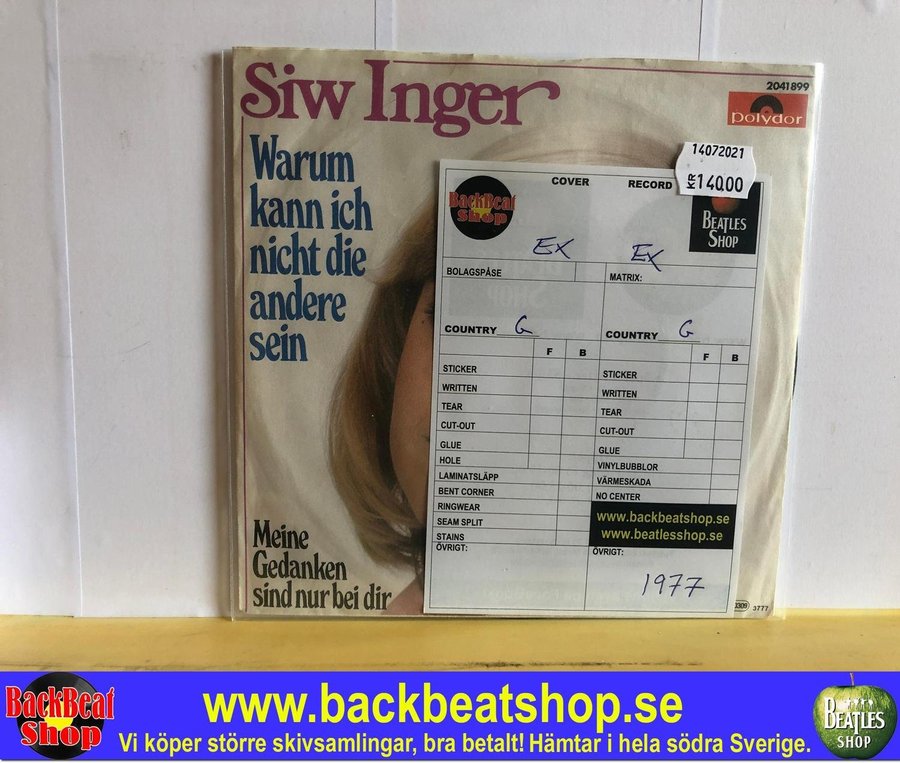 Siw Inger
2041 899
polydor
Warum
kann ich
nicht die
andere
sein
Meine
Gedanken
sind nur bei dir
14072021
KR 140.00
BackBeat
Shop
COVER
RECORD
BEATLES
SHOP
EX
EX
BOLAGSPÅSE
MATRIX:
COUNTRY G
COUNTRY G
F B
F B
STICKER
WRITTEN
TEAR
CUT-OUT
GLUE
HOLE
LAMINATSLÄPP
BENT CORNER
RINGWEAR
SEAM SPLIT
STAINS
ÖVRIGT:
STICKER
WRITTEN
TEAR
CUT-OUT
GLUE
VINYLBUBBLOR
VÄRMESKADA
NO CENTER
www.backbeatshop.se
www.beatlesshop.se
ÖVRIGT:
1977
3777
BackBeat
Shop
www.backbeatshop.se
Vi köper större skivsamlingar, bra betalt! Hämtar i hela södra Sverige.
BEATLES
SHOP